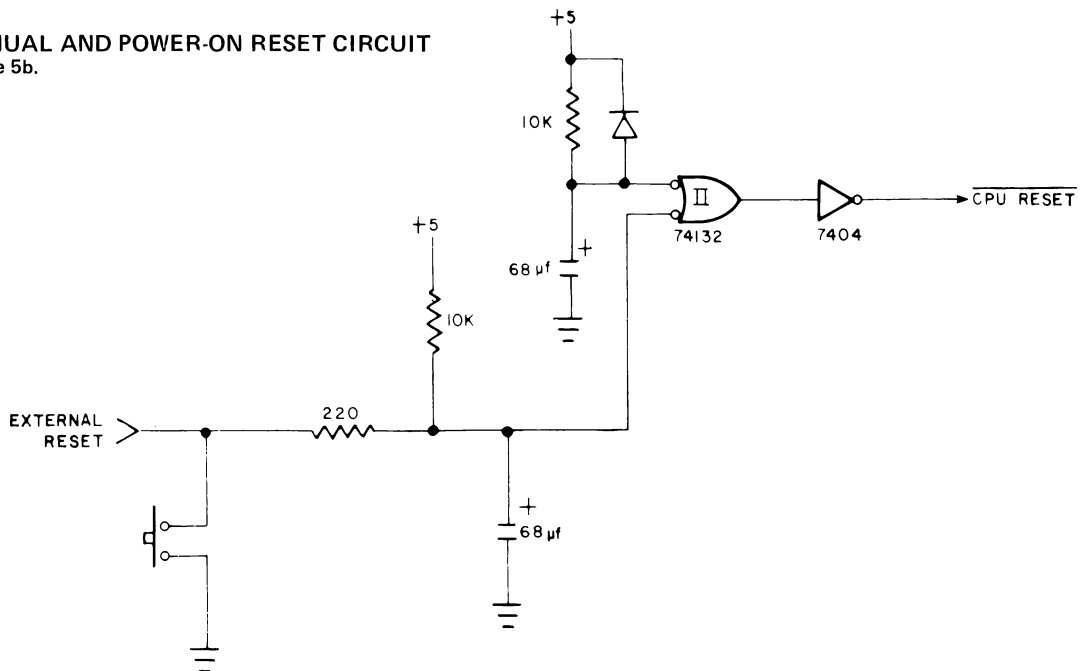 UAL AND POWER-ON RESET CIRCUIT
e 5b.
+5
10K
74132
7404
CPU RESET
+
68 µf
+5
10K
EXTERNAL
RESET
220
+
68 µf